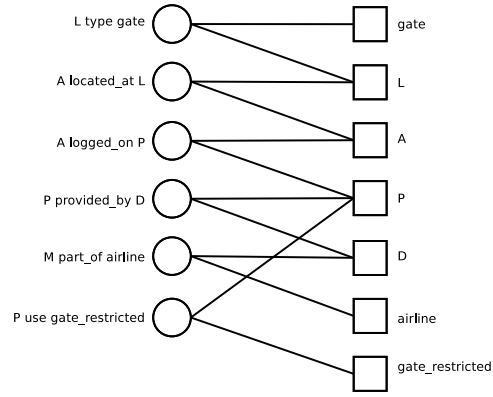 L type gate
gate
A located_at L
L
A logged_on P
A
P provided_by D
P
M part_of airline
D
P use gate_restricted
airline
gate_restricted